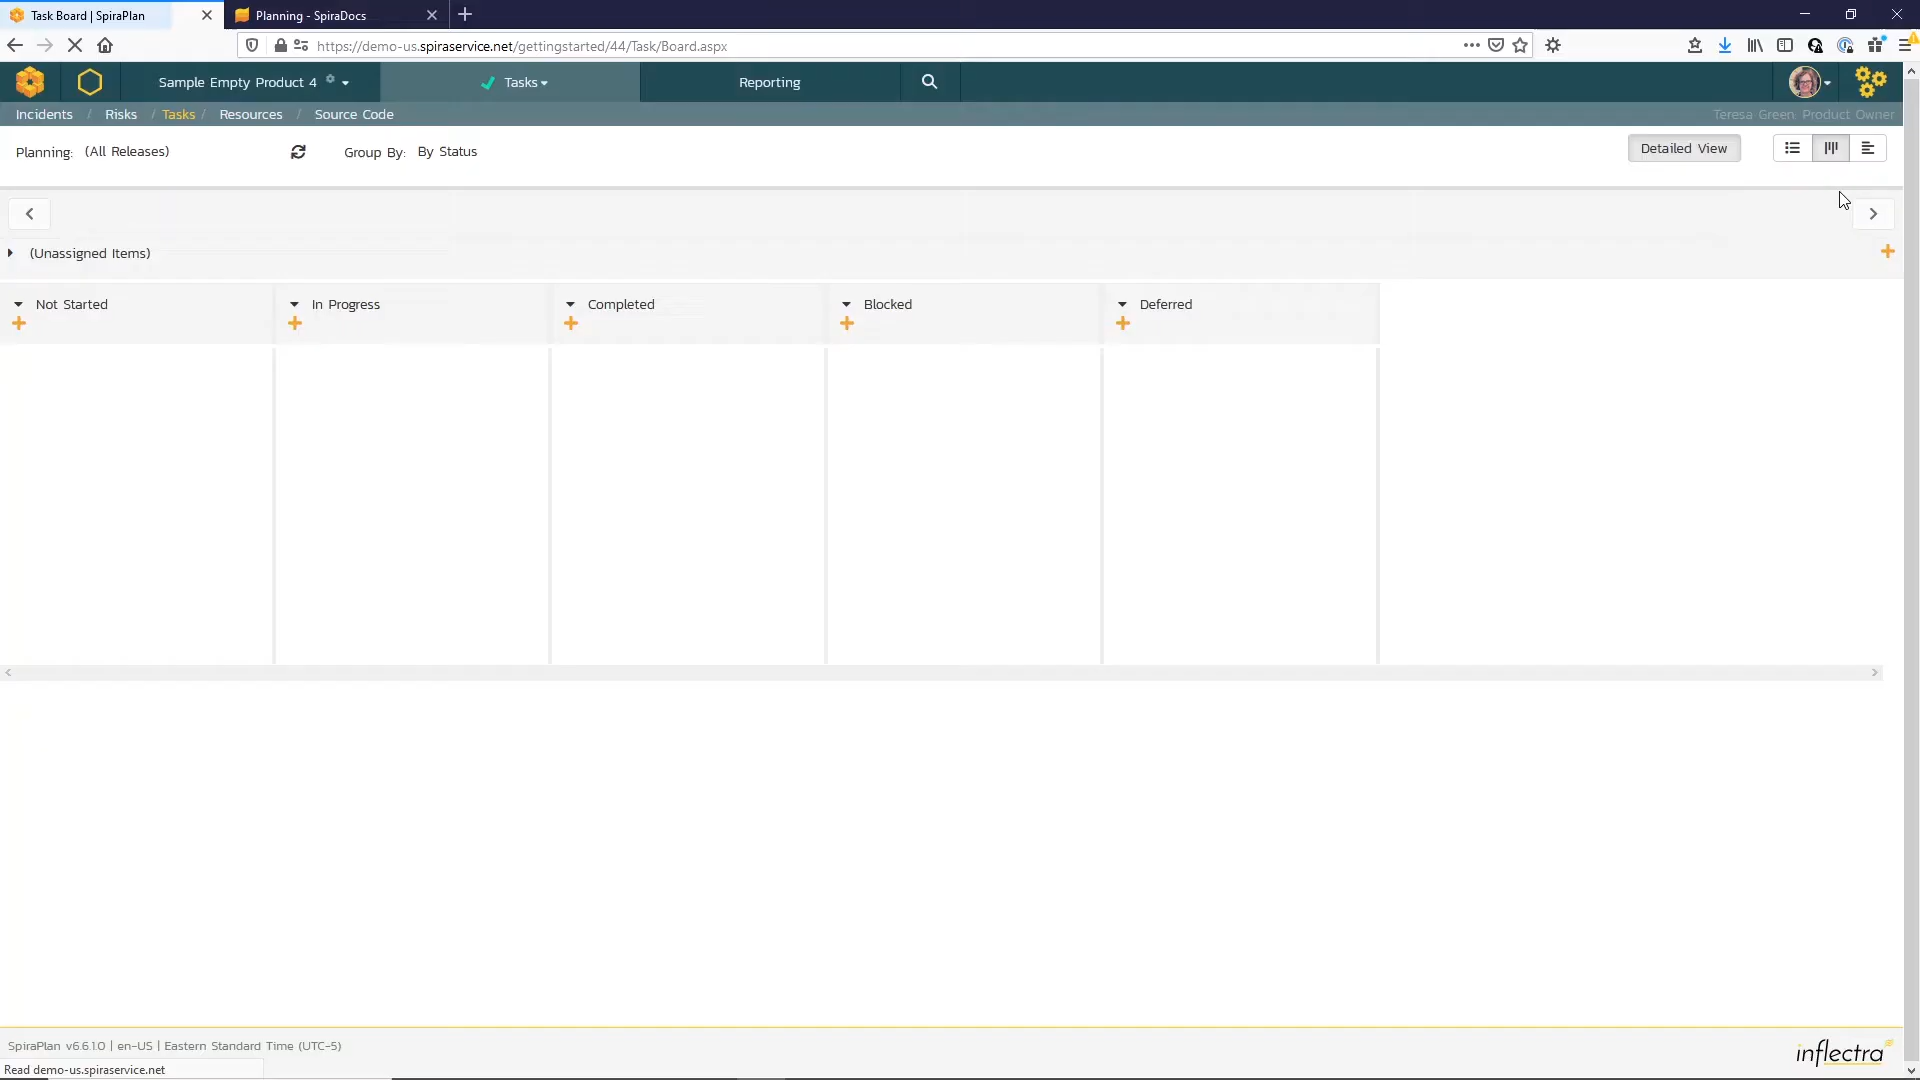 Task Board | SpiraPlan
Planning - SpiraDocs
https://demo-us.spiraservice.net/gettingstarted/44/Task/Board.aspx
Sample Empty Product 4
Tasks
Reporting
Incidents / Risks / Tasks / Resources / Source Code
Teresa Green: Product Owner
Planning: (All Releases)
Group By: By Status
Detailed View
(Unassigned Items)
Not Started
In Progress
Completed
Blocked
Deferred
SpiraPlan v6.6.1.0 | en-US | Eastern Standard Time (UTC-5)
inflectra
Read demo-us.spiraservice.net